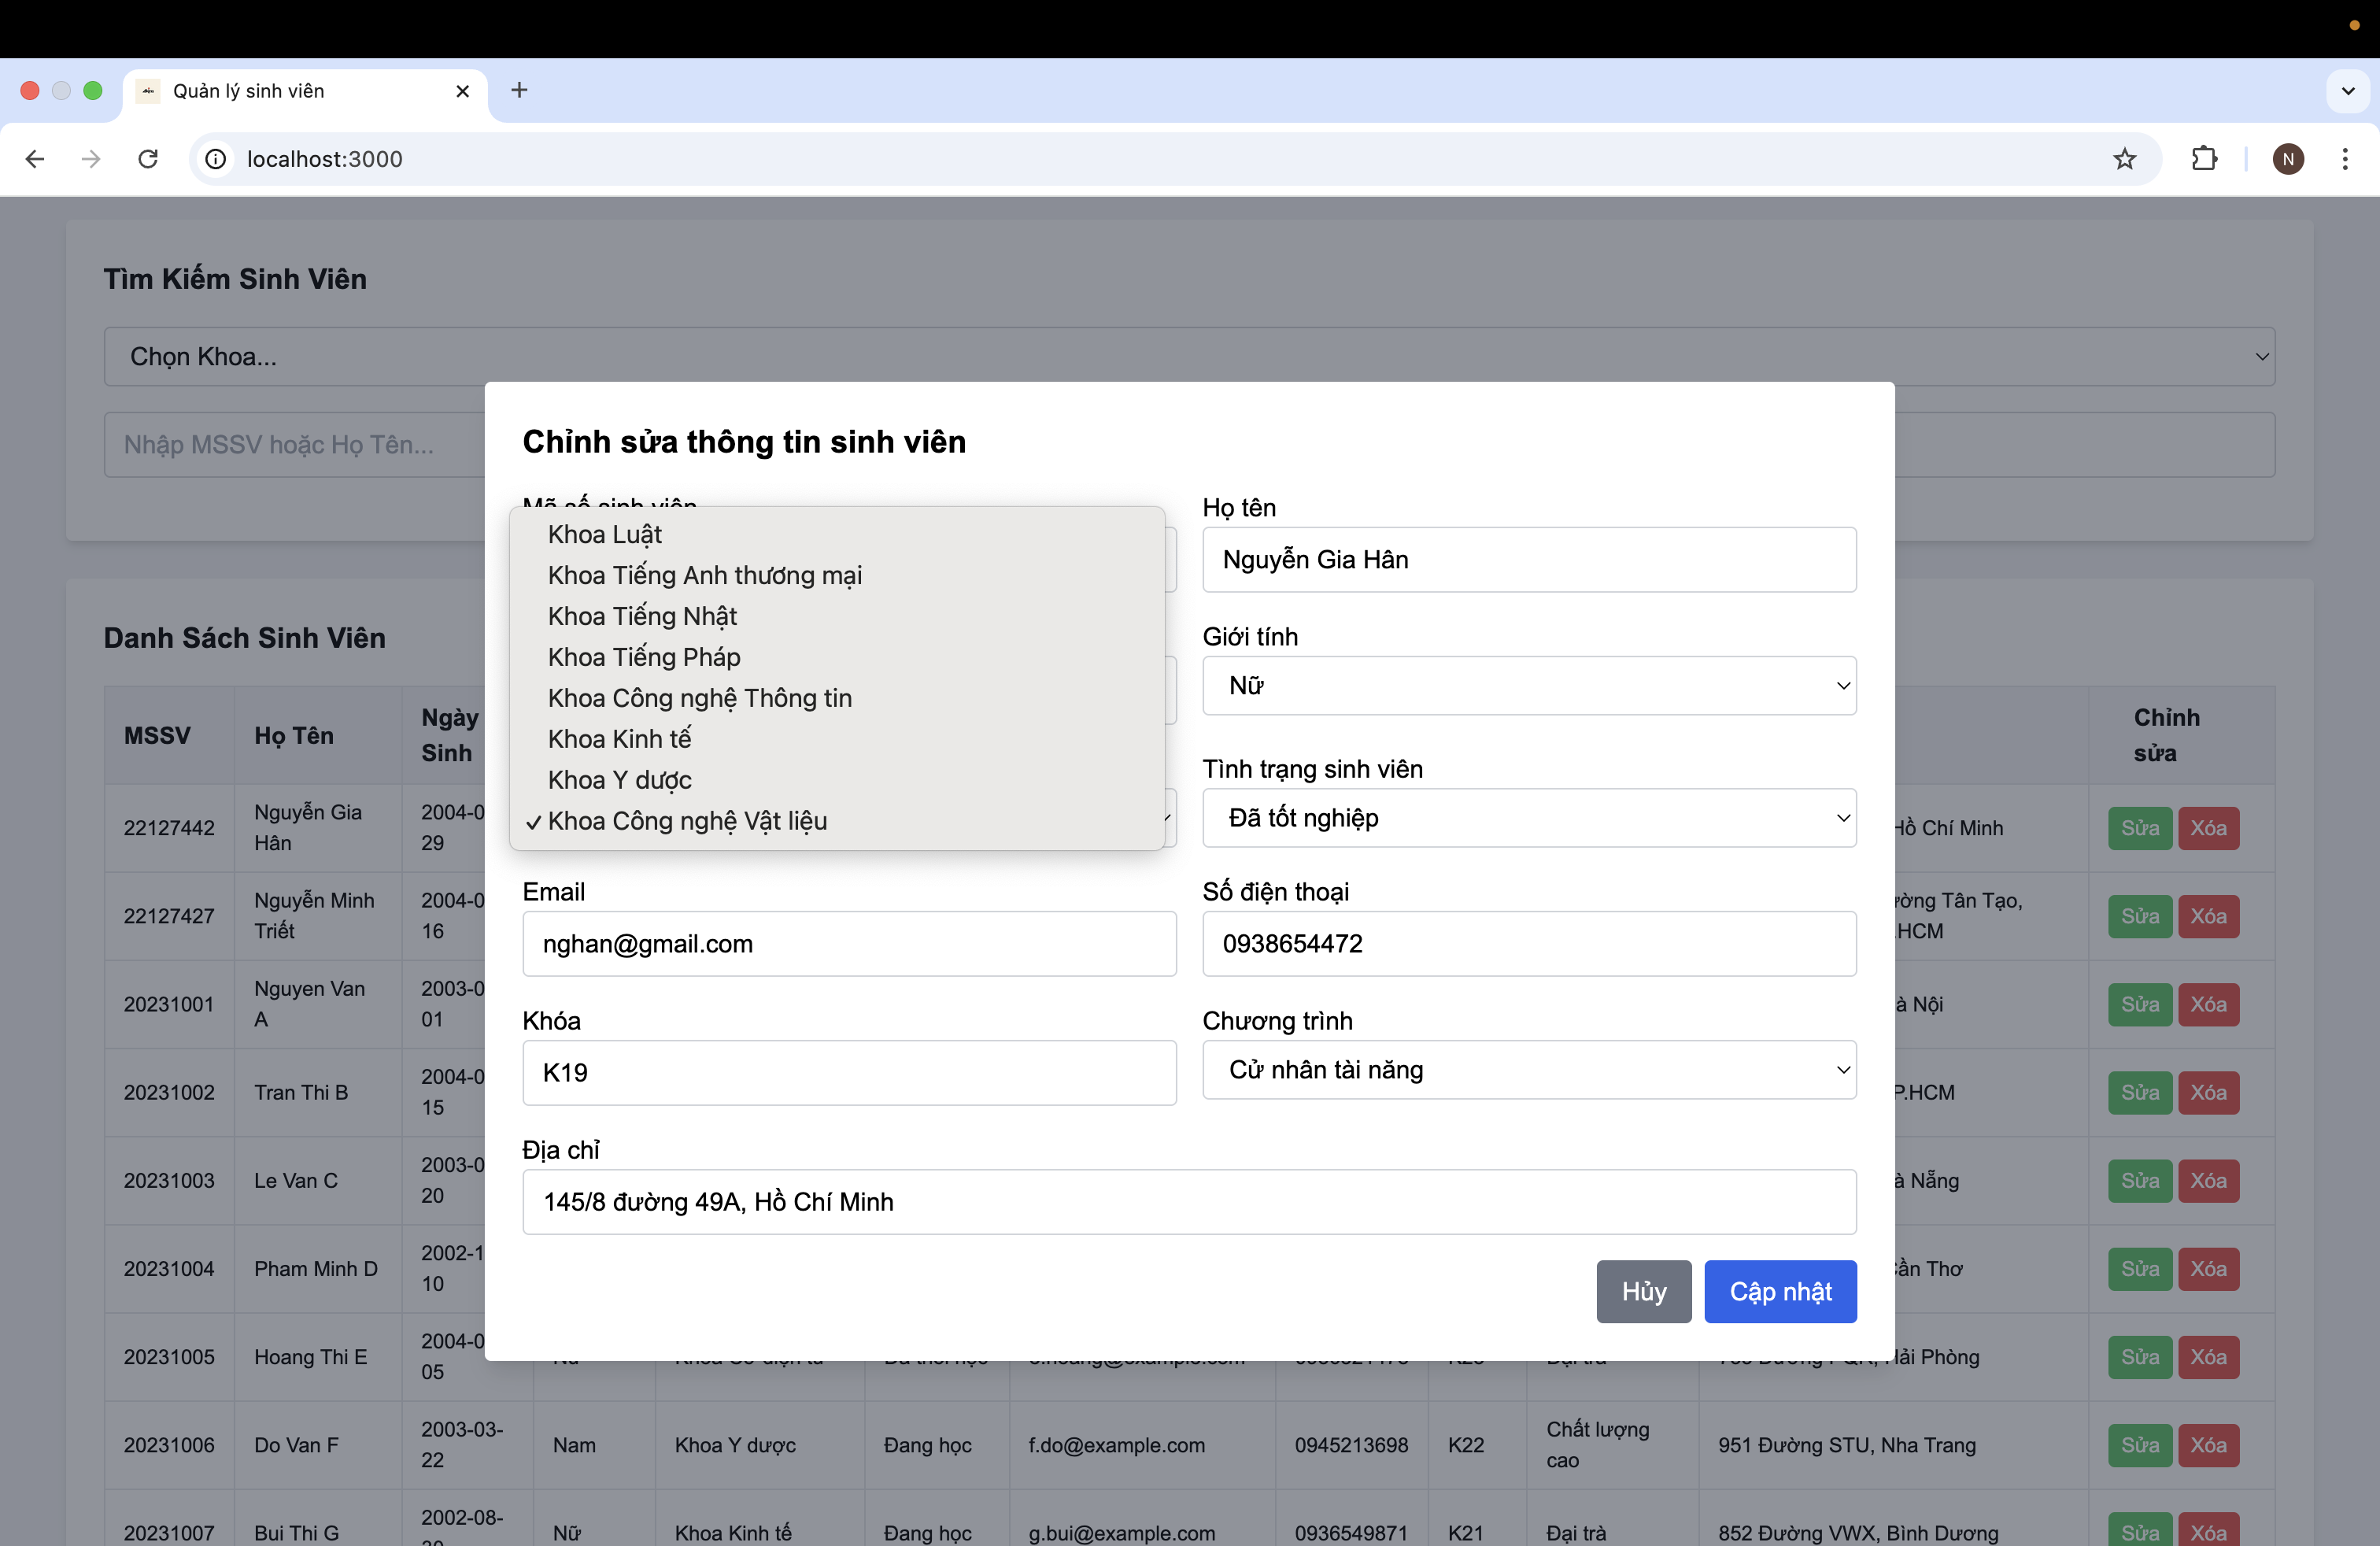 Quản lý sinh viên
localhost:3000
N
Tìm Kiếm Sinh Viên
Chọn Khoa...
Nhập MSSV hoặc Họ Tên...
Chỉnh sửa thông tin sinh viên
Mã số sinh viên
Họ tên
Nguyễn Gia Hân
Khoa Luật
Khoa Tiếng Anh thương mại
Khoa Tiếng Nhật
Khoa Tiếng Pháp
Khoa Công nghệ Thông tin
Khoa Kinh tế
Khoa Y dược
Khoa Công nghệ Vật liệu
Giới tính
Nữ
Tình trạng sinh viên
Đã tốt nghiệp
Email
nghan@gmail.com
Số điện thoại
0938654472
Khóa
K19
Chương trình
Cử nhân tài năng
Địa chỉ
145/8 đường 49A, Hồ Chí Minh
Hủy
Cập nhật
Danh Sách Sinh Viên
MSSV Họ Tên Ngày Sinh Chỉnh sửa
22127442 Nguyễn Gia Hân 2004-0 29 Hồ Chí Minh Sửa Xóa
22127427 Nguyễn Minh Triết 2004-0 16 Tân Tạo, HCM Sửa Xóa
20231001 Nguyen Van A 2003-0 01 Nội Sửa Xóa
20231002 Tran Thi B 2004-0 15 P.HCM Sửa Xóa
20231003 Le Van C 2003-0 20 Nẵng Sửa Xóa
20231004 Pham Minh D 2002-1 10 Thơ Sửa Xóa
20231005 Hoang Thi E 2004-0 05 Hải Phòng Sửa Xóa
20231006 Do Van F 2003-03-22 Nam Khoa Y dược Đang học f.do@example.com 0945213698 K22 Chất lượng cao 951 Đường STU, Nha Trang Sửa Xóa
20231007 Bui Thi G 2002-08- Nữ Khoa Kinh tế Đang học g.bui@example.com 0936549871 K21 Đại trà 852 Đường VWX, Bình Dương Sửa Xóa